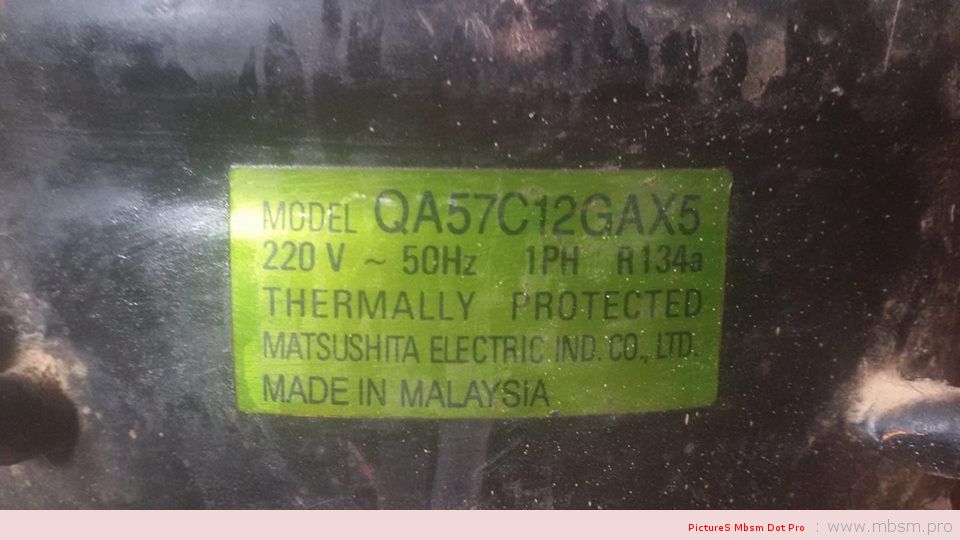 MODEL QA57C12GAX5
220 V ~ 50Hz 1PH R134a
THERMALLY PROTECTED
MATSUSHITA ELECTRIC IND. CO., LTD.
MADE IN MALAYSIA
PictureS Mbsm Dot Pro : www.mbsm.pro